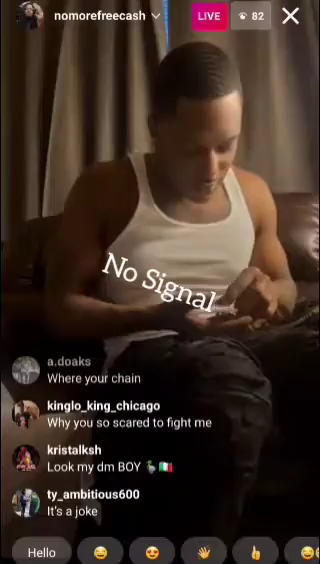 nomorefreecash
LIVE
82
No Signal
a.doaks
Where your chain
kinglo_king_chicago
Why you so scared to fight me
kristalksh
Look my dm BOY 🦆🇮🇹
ty_ambitious600
It's a joke
Hello